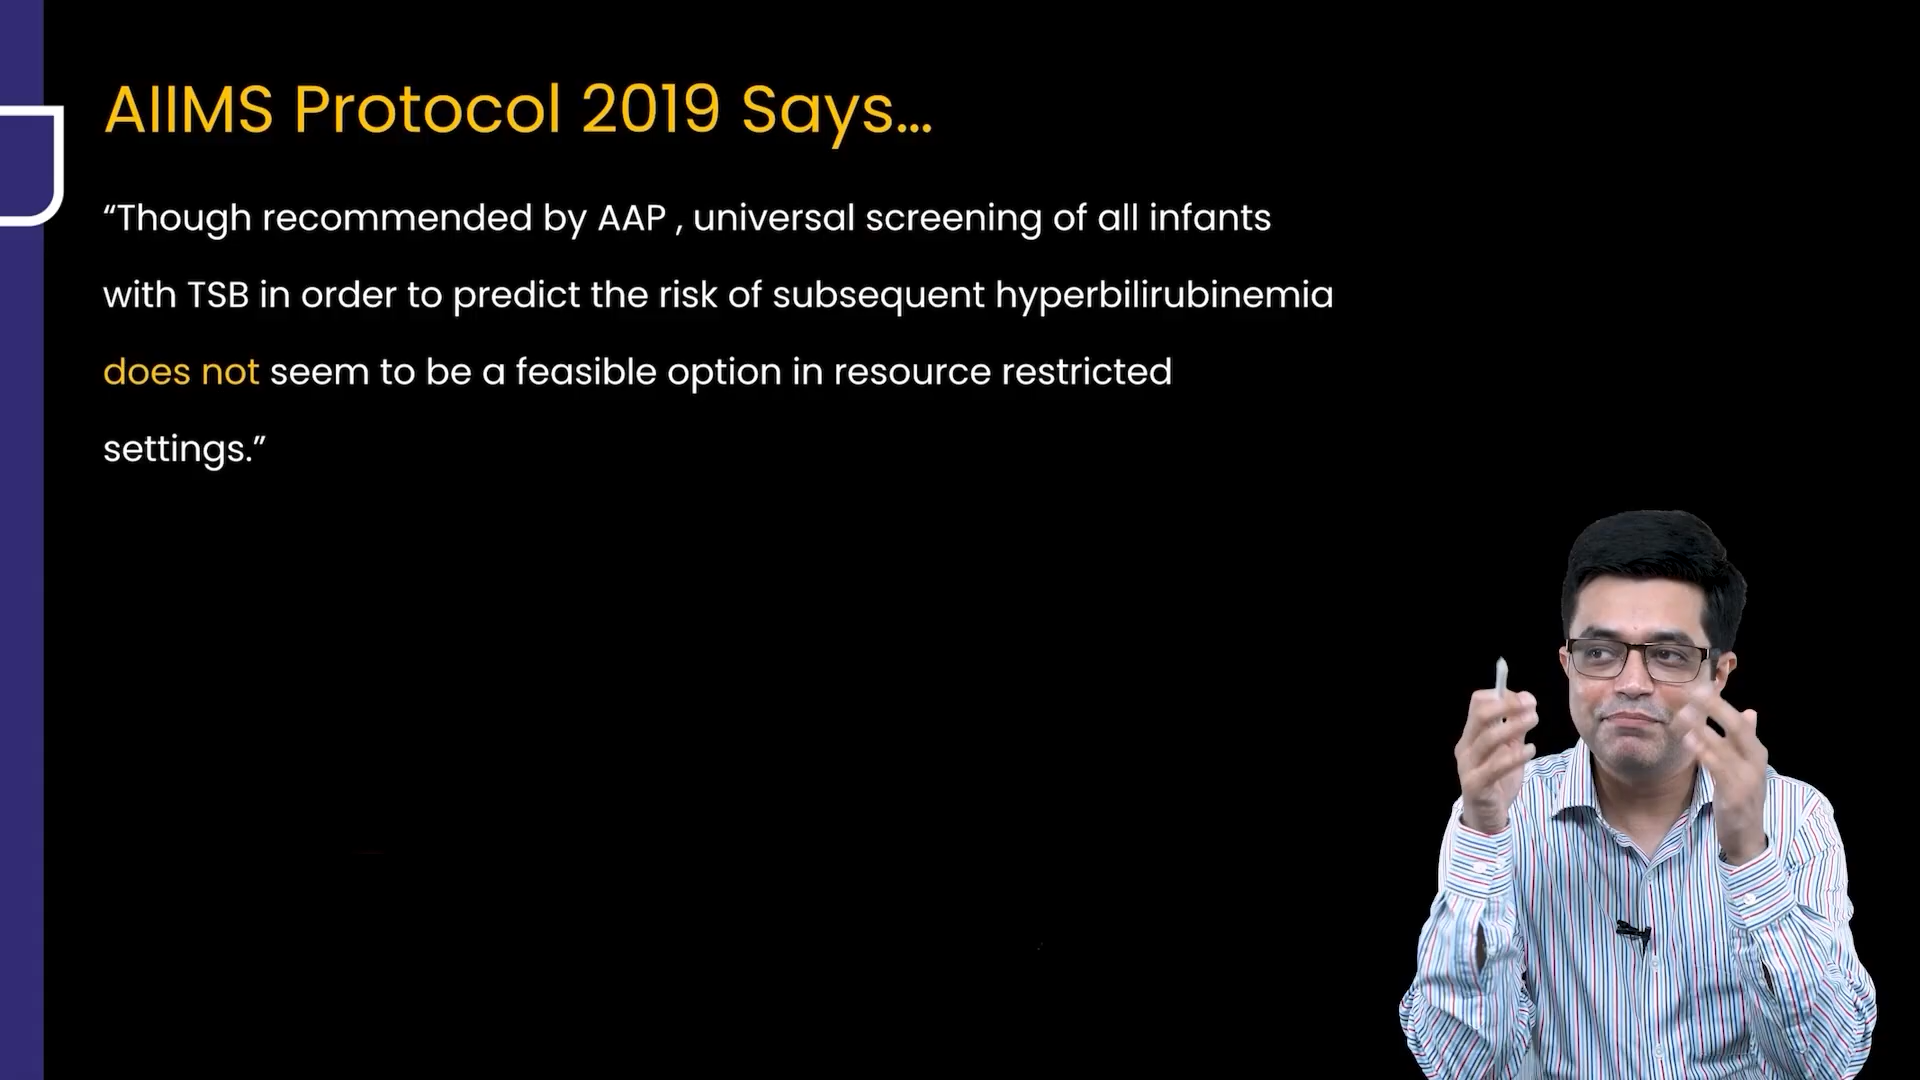 AIIMS Protocol 2019 Says...
“Though recommended by AAP , universal screening of all infants
with TSB in order to predict the risk of subsequent hyperbilirubinemia
does not seem to be a feasible option in resource restricted
settings.”